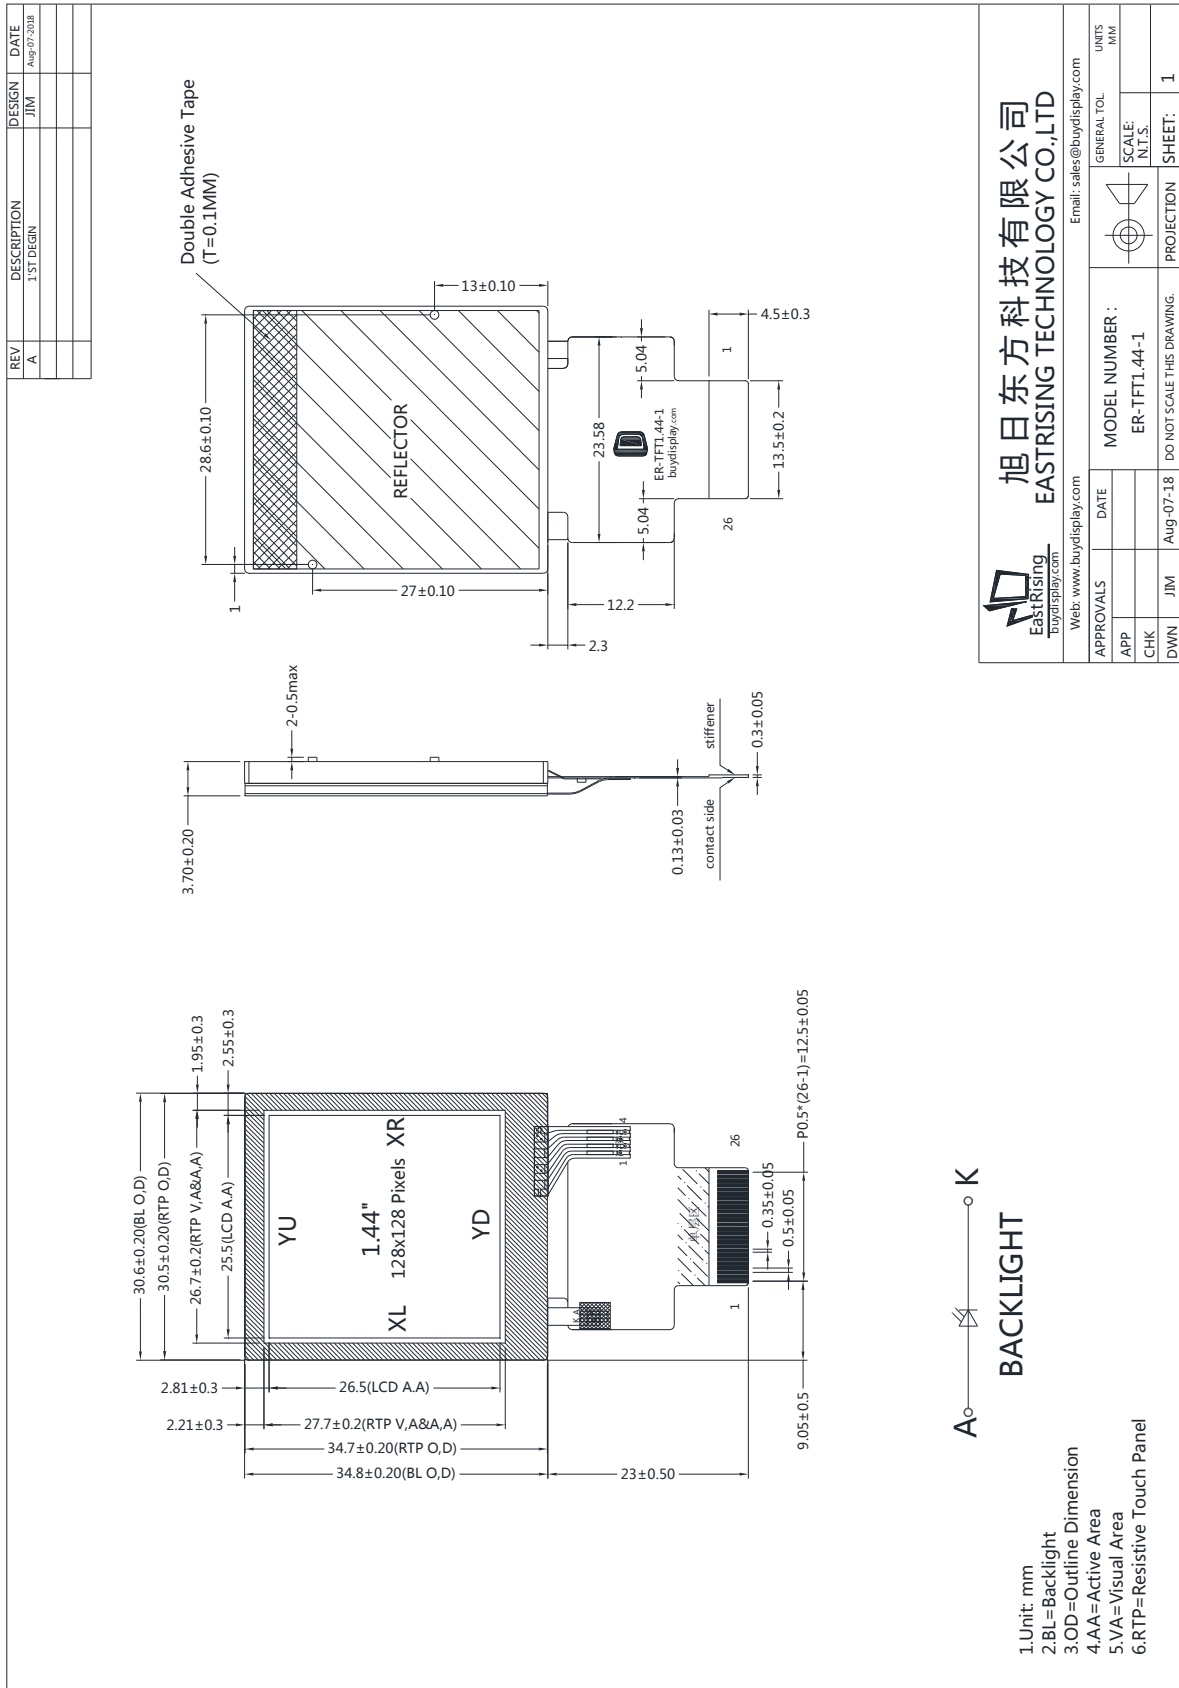 REV DESCRIPTION DESIGN DATE
A 1'ST DEGIN JIM Aug-07-2018
30.6±0.20(BL O,D)
30.5±0.20(RTP O,D)
26.7±0.2(RTP V,A&A,A)
25.5(LCD A.A)
1.95±0.3
2.55±0.3
2.81±0.3
2.21±0.3
26.5(LCD A.A)
27.7±0.2(RTP V,A&A,A)
34.7±0.20(RTP O,D)
34.8±0.20(BL O,D)
23±0.50
YU
1.44"
XL 128x128 Pixels XR
YD
K A
1 4
1 26
P0.5*(26-1)=12.5±0.05
0.35±0.05
0.5±0.05
9.05±0.5
3.70±0.20
2-0.5max
0.13±0.03
contact side
stiffener
0.3±0.05
Double Adhesive Tape
(T=0.1MM)
28.6±0.10
1
13±0.10
27±0.10
REFLECTOR
2.3
12.2
23.58
5.04
5.04
ER-TFT1.44-1
buydisplay.com
26 1
4.5±0.3
13.5±0.2
A K
BACKLIGHT
1.Unit: mm
2.BL=Backlight
3.OD=Outline Dimension
4.AA=Active Area
5.VA=Visual Area
6.RTP=Resistive Touch Panel
EastRising
buydisplay.com
旭日东方科技有限公司
EASTRISING TECHNOLOGY CO.,LTD
Web: www.buydisplay.com Email: sales@buydisplay.com
APPROVALS DATE
APP
CHK
DWN JIM Aug-07-18
MODEL NUMBER :
ER-TFT1.44-1
DO NOT SCALE THIS DRAWING.
PROJECTION
GENERAL TOL. UNITS
MM
SCALE:
N.T.S.
SHEET: 1